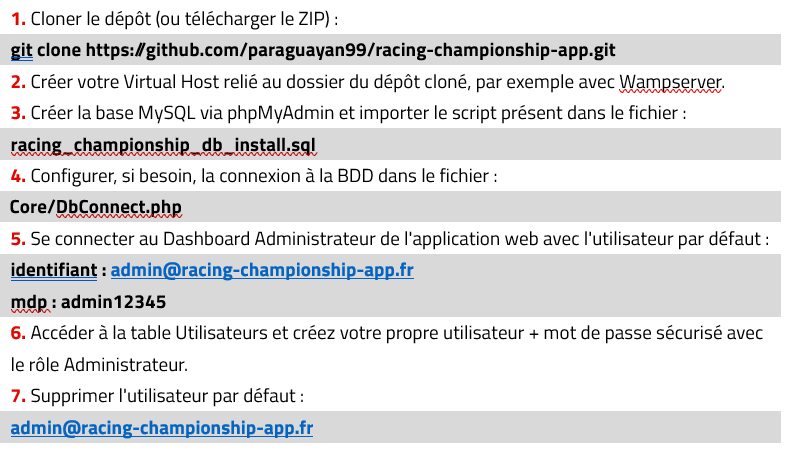 1. Cloner le dépôt (ou télécharger le ZIP) :
git clone https://github.com/paraguayan99/racing-championship-app.git
2. Créer votre Virtual Host relié au dossier du dépôt cloné, par exemple avec Wampserver.
3. Créer la base MySQL via phpMyAdmin et importer le script présent dans le fichier :
racing_championship_db_install.sql
4. Configurer, si besoin, la connexion à la BDD dans le fichier :
Core/DbConnect.php
5. Se connecter au Dashboard Administrateur de l'application web avec l'utilisateur par défaut :
identifiant : admin@racing-championship-app.fr
mdp : admin12345
6. Accéder à la table Utilisateurs et créez votre propre utilisateur + mot de passe sécurisé avec
le rôle Administrateur.
7. Supprimer l'utilisateur par défaut :
admin@racing-championship-app.fr